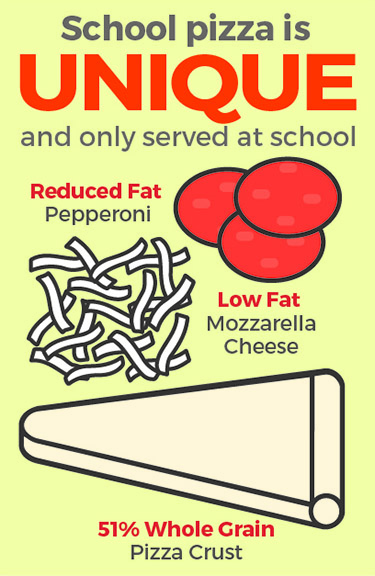 School pizza is
UNIQUE
and only served at school
Reduced Fat
Pepperoni
Low Fat
Mozzarella
Cheese
51% Whole Grain
Pizza Crust